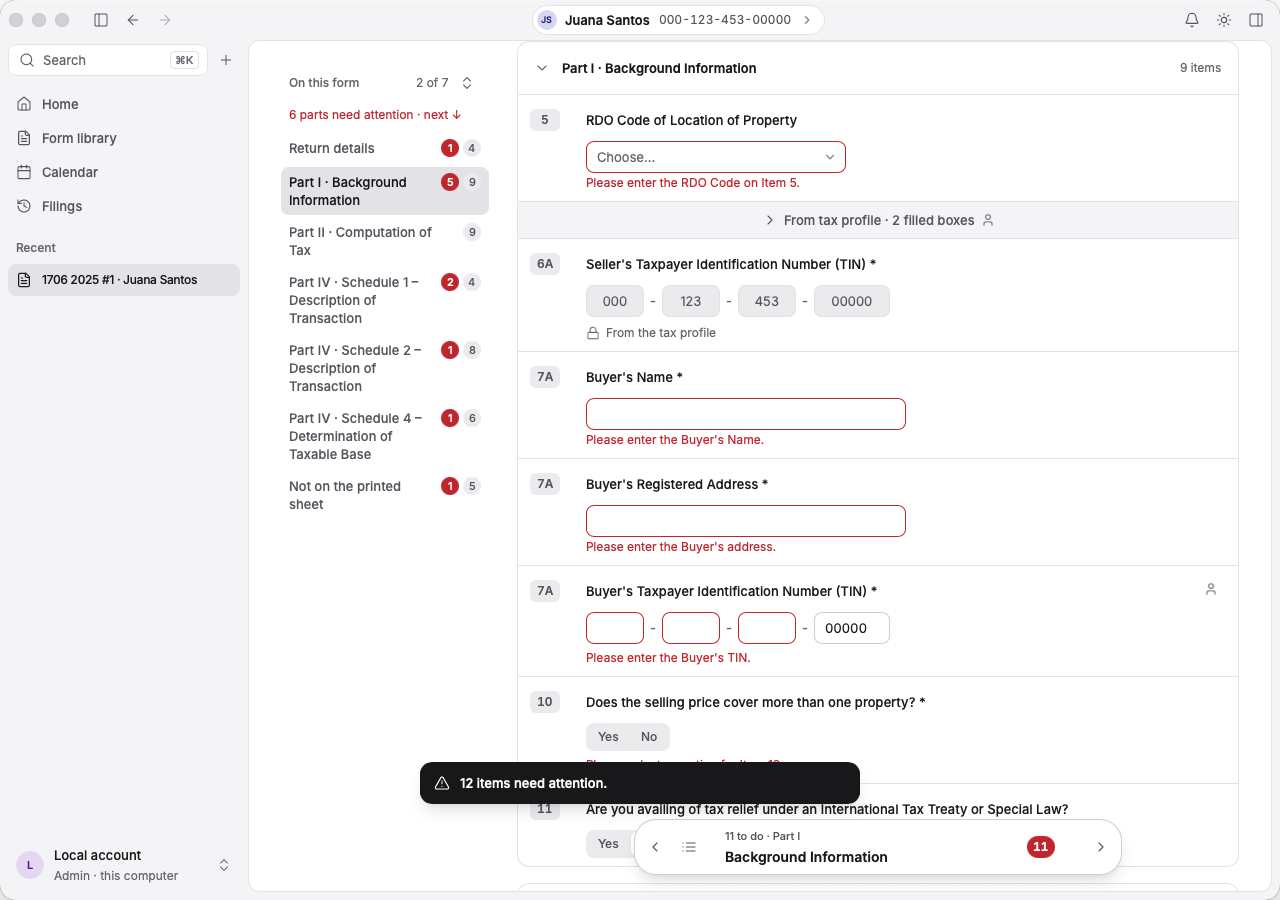 JS Juana Santos 000-123-453-00000
Search ⌘K
Home
Form library
Calendar
Filings
Recent
1706 2025 #1 · Juana Santos
L
Local account
Admin · this computer
On this form 2 of 7
6 parts need attention · next ↓
Return details 1 4
Part I · Background 5 9
Information
Part II · Computation of 9
Tax
Part IV · Schedule 1 – 2 4
Description of
Transaction
Part IV · Schedule 2 – 1 8
Description of
Transaction
Part IV · Schedule 4 – 1 6
Determination of
Taxable Base
Not on the printed 1 5
sheet
Part I · Background Information 9 items
5 RDO Code of Location of Property
Choose...
Please enter the RDO Code on Item 5.
From tax profile · 2 filled boxes
6A Seller's Taxpayer Identification Number (TIN) *
000 - 123 - 453 - 00000
From the tax profile
7A Buyer's Name *
Please enter the Buyer's Name.
7A Buyer's Registered Address *
Please enter the Buyer's address.
7A Buyer's Taxpayer Identification Number (TIN) *
- - - 00000
Please enter the Buyer's TIN.
10 Does the selling price cover more than one property? *
Yes No
12 items need attention.
11 Are you availing of tax relief under an International Tax Treaty or Special Law?
Yes
11 to do · Part I
Background Information 11